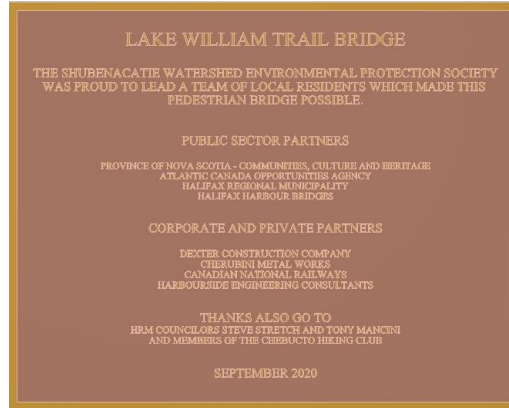 LAKE WILLIAM TRAIL BRIDGE
THE SHUBENACATIE WATERSHED ENVIRONMENTAL PROTECTION SOCIETY
WAS PROUD TO LEAD A TEAM OF LOCAL RESIDENTS WHICH MADE THIS
PEDESTRIAN BRIDGE POSSIBLE.
PUBLIC SECTOR PARTNERS
PROVINCE OF NOVA SCOTIA - COMMUNITIES, CULTURE AND HERITAGE
ATLANTIC CANADA OPPORTUNITIES AGENCY
HALIFAX REGIONAL MUNICIPALITY
HALIFAX HARBOUR BRIDGES
CORPORATE AND PRIVATE PARTNERS
DEXTER CONSTRUCTION COMPANY
CHERUBINI METAL WORKS
CANADIAN NATIONAL RAILWAYS
HARBOURSIDE ENGINEERING CONSULTANTS
THANKS ALSO GO TO
HRM COUNCILORS STEVE STRETCH AND TONY MANCINI
AND MEMBERS OF THE CHEBUCTO HIKING CLUB
SEPTEMBER 2020